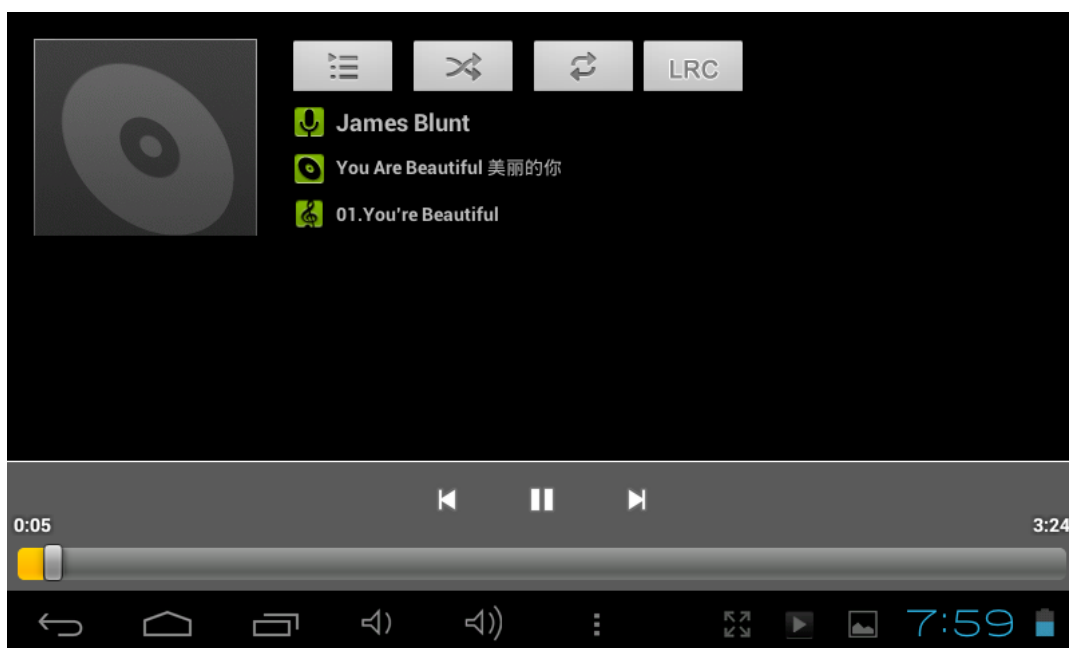 LRC
James Blunt
You Are Beautiful 美丽的你
01.You're Beautiful
0:05
3:24
7:59